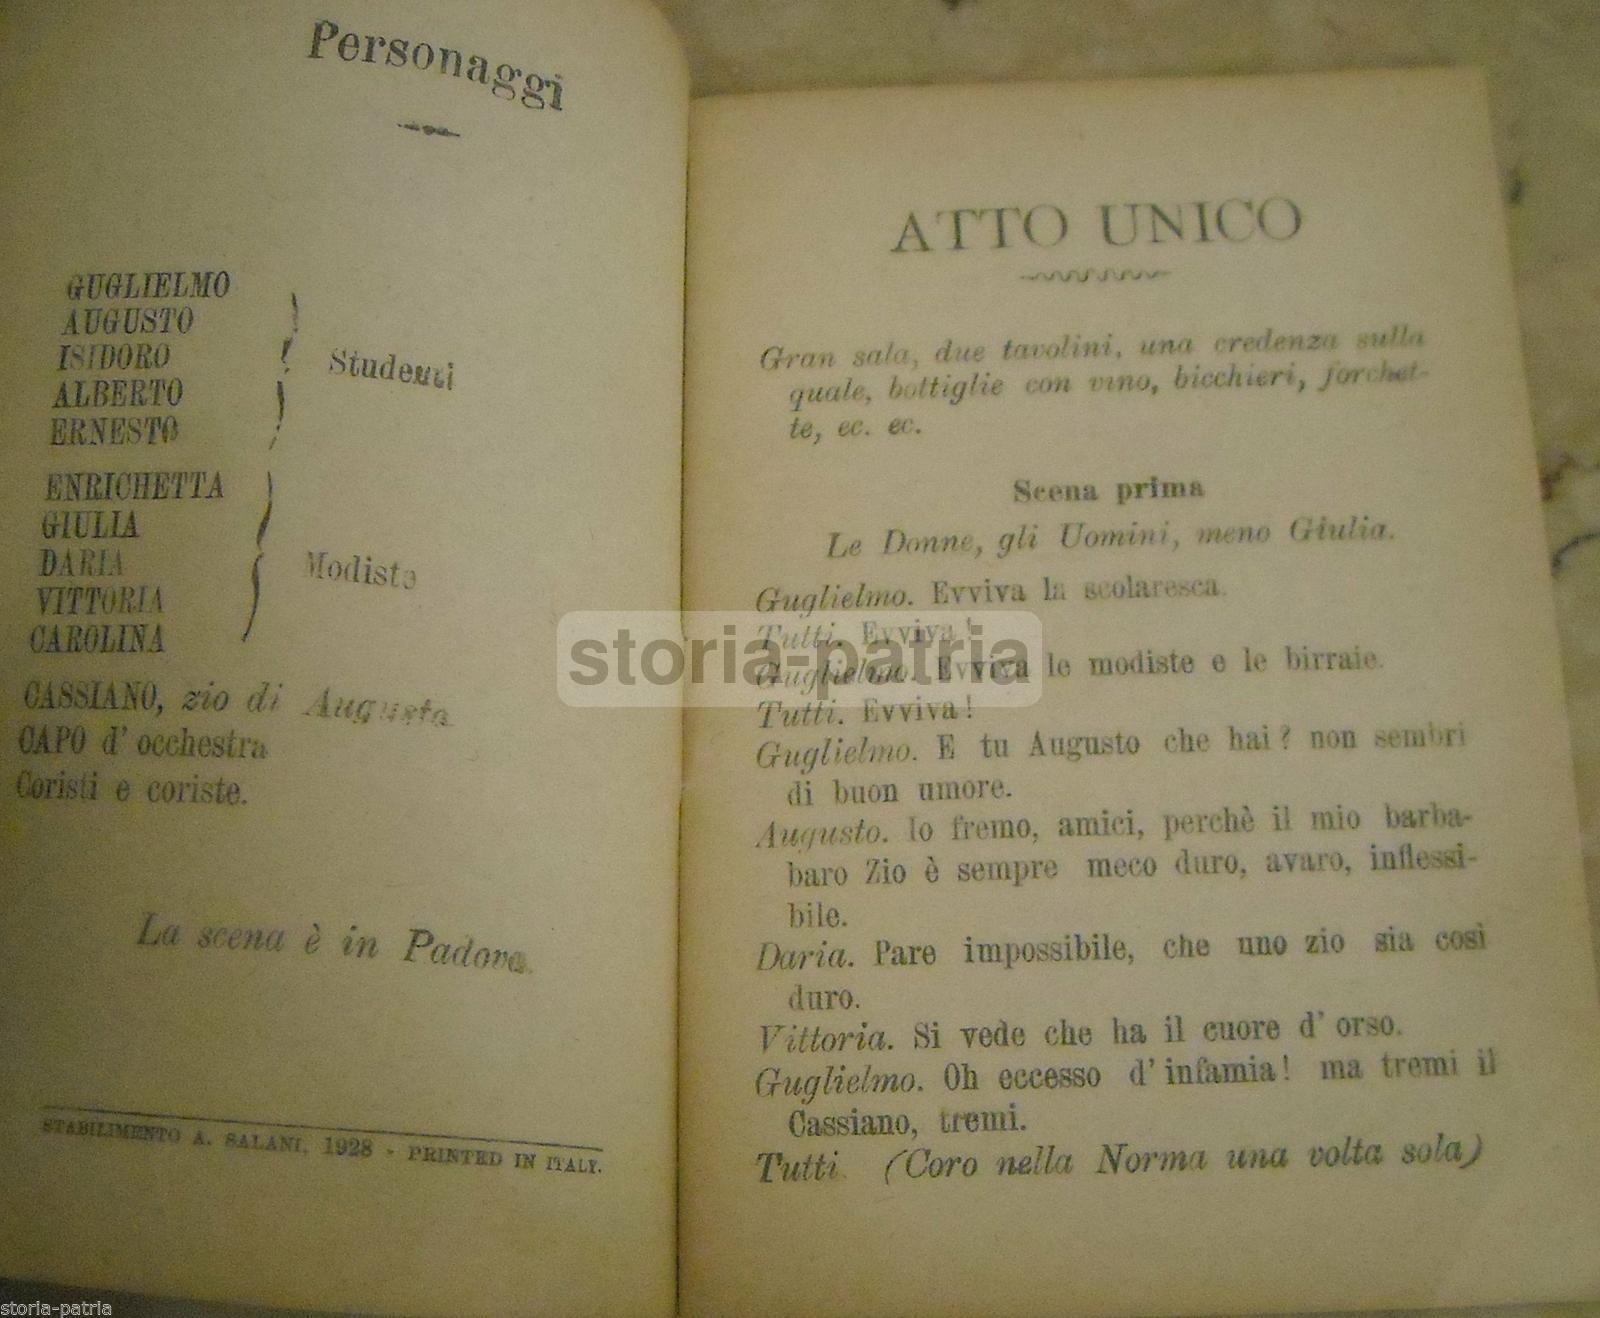 Personaggi
GUGLIELMO
AUGUSTO
ISIDORO
ALBERTO
ERNESTO
Studenti
ENRICHETTA
GIULIA
DARIA
VITTORIA
CAROLINA
Modiste
CASSIANO, zio di Augusto
CAPO d' occhestra
Coristi e coriste.
La scena è in Padova.
STABILIMENTO A. SALANI, 1928 - PRINTED IN ITALY.
ATTO UNICO
Gran sala, due tavolini, una credenza sulla
quale, bottiglie con vino, bicchieri, forchet-
te, ec. ec.
Scena prima
Le Donne, gli Uomini, meno Giulia.
Guglielmo. Evviva la scolaresca.
Tutti. Evviva!
Guglielmo. Evviva le modiste e le birraie.
Tutti. Evviva!
Guglielmo. E tu Augusto che hai? non sembri
di buon umore.
Augusto. Io fremo, amici, perchè il mio barba-
baro Zio è sempre meco duro, avaro, inflessi-
bile.
Daria. Pare impossibile, che uno zio sia così
duro.
Vittoria. Si vede che ha il cuore d' orso.
Guglielmo. Oh eccesso d' infamia! ma tremi il
Cassiano, tremi.
Tutti. (Coro nella Norma una volta sola)
storia-patria
storia-patria